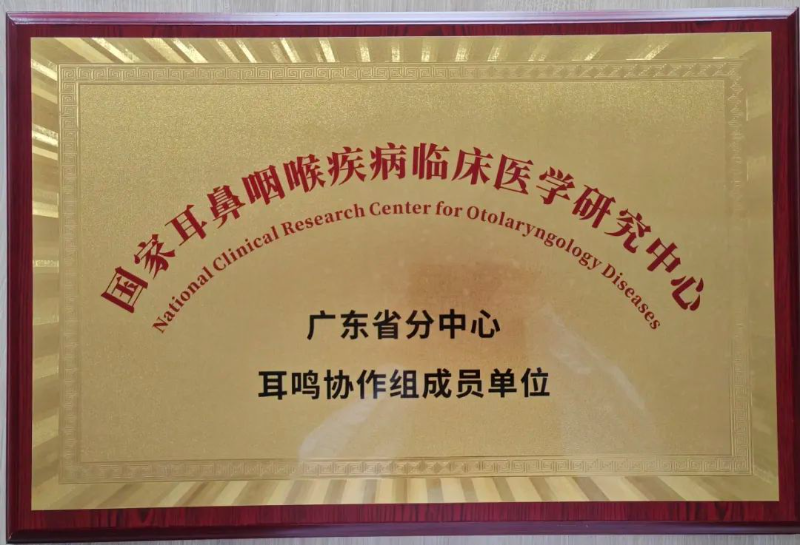 国家耳鼻咽喉疾病临床医学研究中心
National Clinical Research Center for Otolaryngology Diseases
广东省分中心
耳鸣协作组成员单位